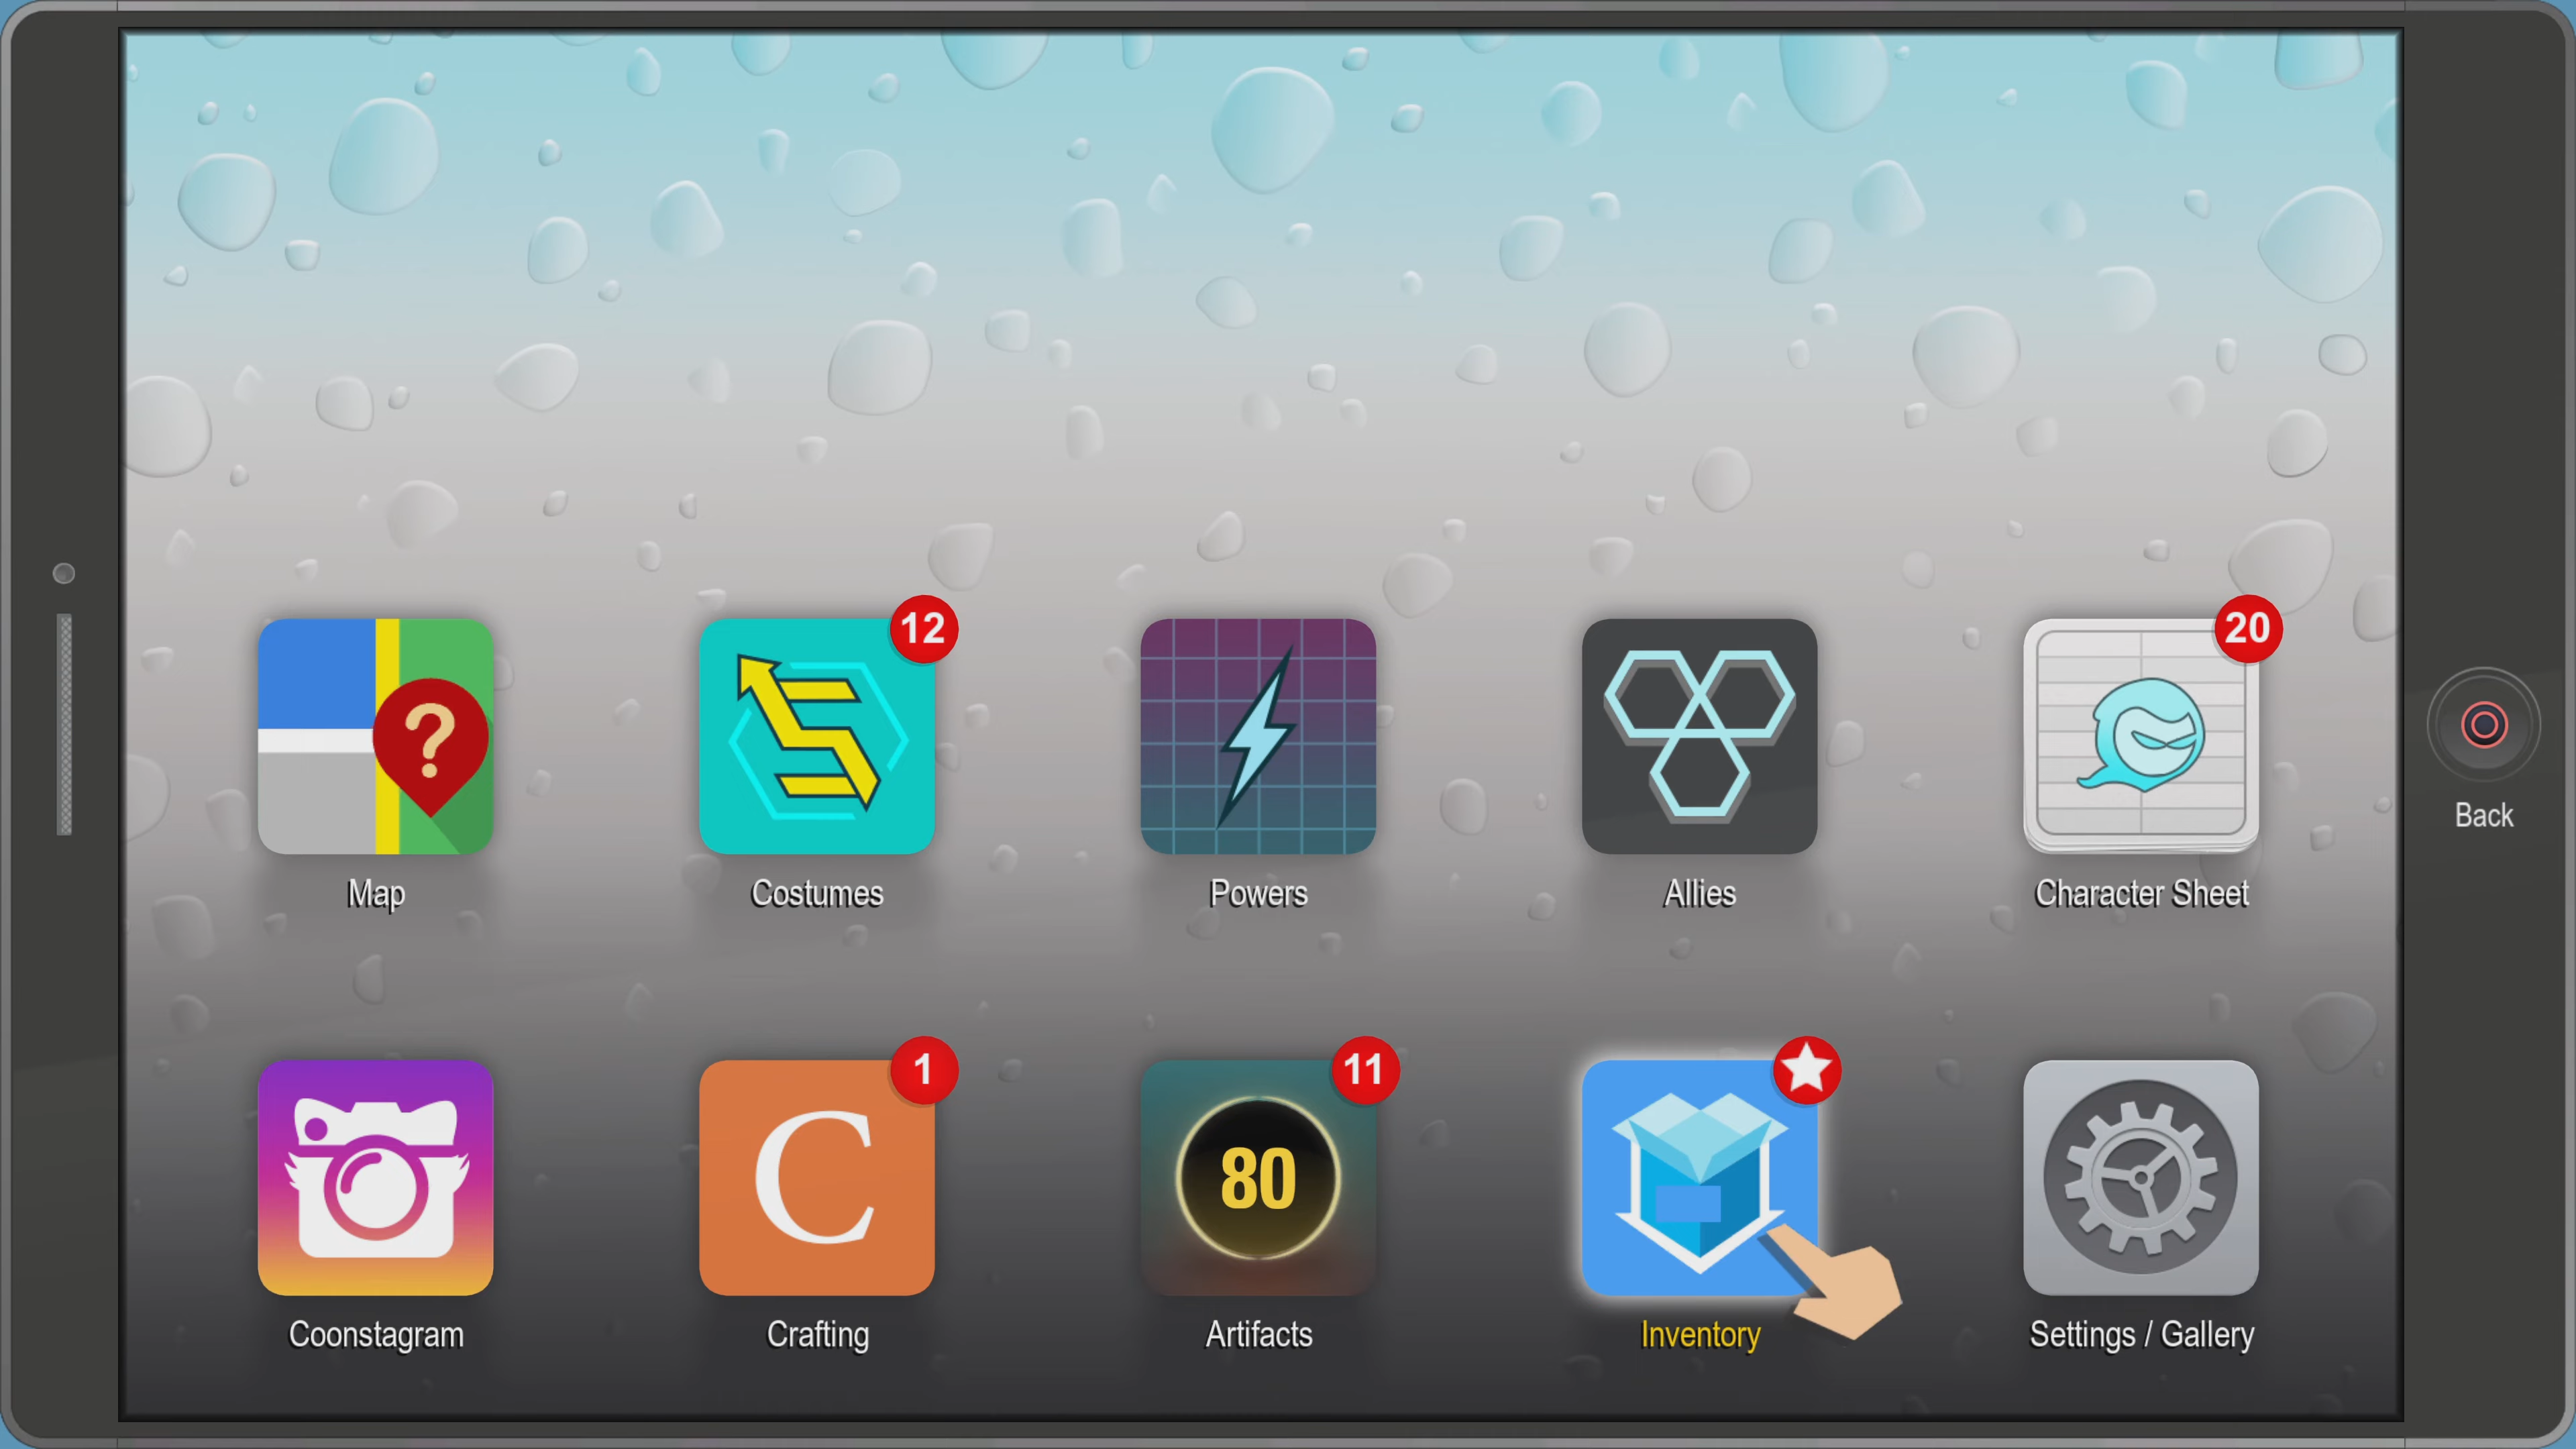 12
20
?
Map
Costumes
Powers
Allies
Character Sheet
Back
1
11
C
80
Coonstagram
Crafting
Artifacts
Inventory
Settings / Gallery